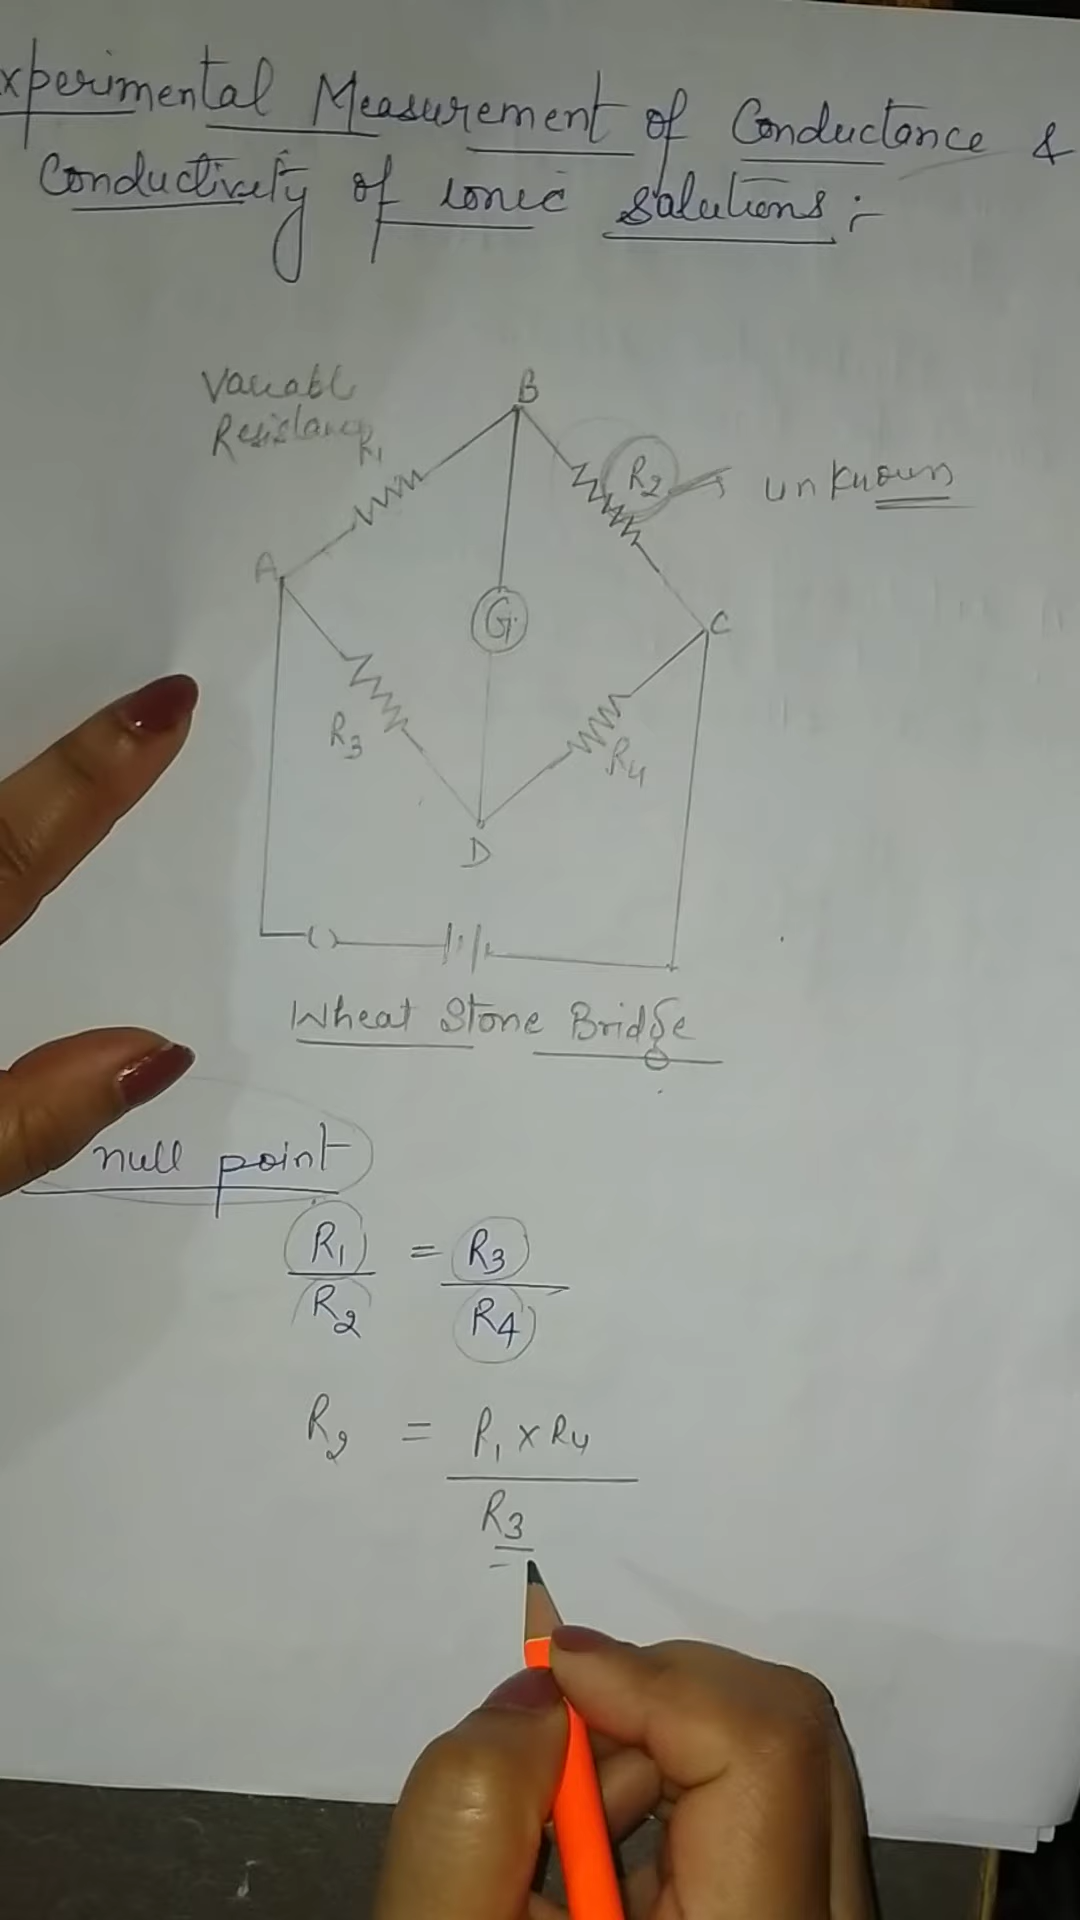 xperimental Measurement of Conductance &
Conductivity of ionic solutions :-
Variabl
Resistance
R1
B
R2
unknown
A
G
C
R3
R4
D
Wheat Stone Bridge
null point
R1 = R3
R2 R4
R2 = R1 x R4
R3